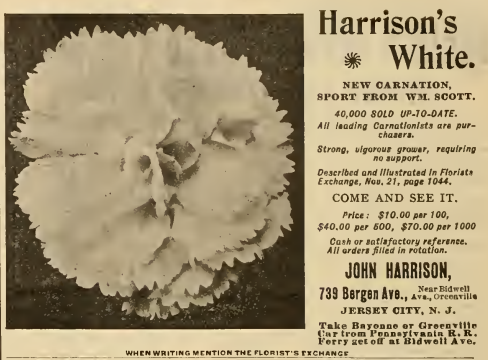 Harrison's
White.
NEW CARNATION,
SPORT FROM WM. SCOTT.
40,000 SOLD UP-TO-DATE.
All leading Carnationists are pur-
chasers.
Strong, vigorous grower, requiring
no support.
Described and Illustrated in Florists
Exchange, Nov. 21, page 1044.
COME AND SEE IT.
Price: $10.00 per 100,
$40.00 per 500, $70.00 per 1000
Cash or satisfactory reference.
All orders filled in rotation.
JOHN HARRISON,
739 Bergen Ave., Near Bidwell
Ave., Greenville
JERSEY CITY, N. J.
Take Bayonne or Greenville
Car from Pennsylvania R. R.
Ferry get off at Bidwell Ave.
WHEN WRITING MENTION THE FLORIST'S EXCHANGE